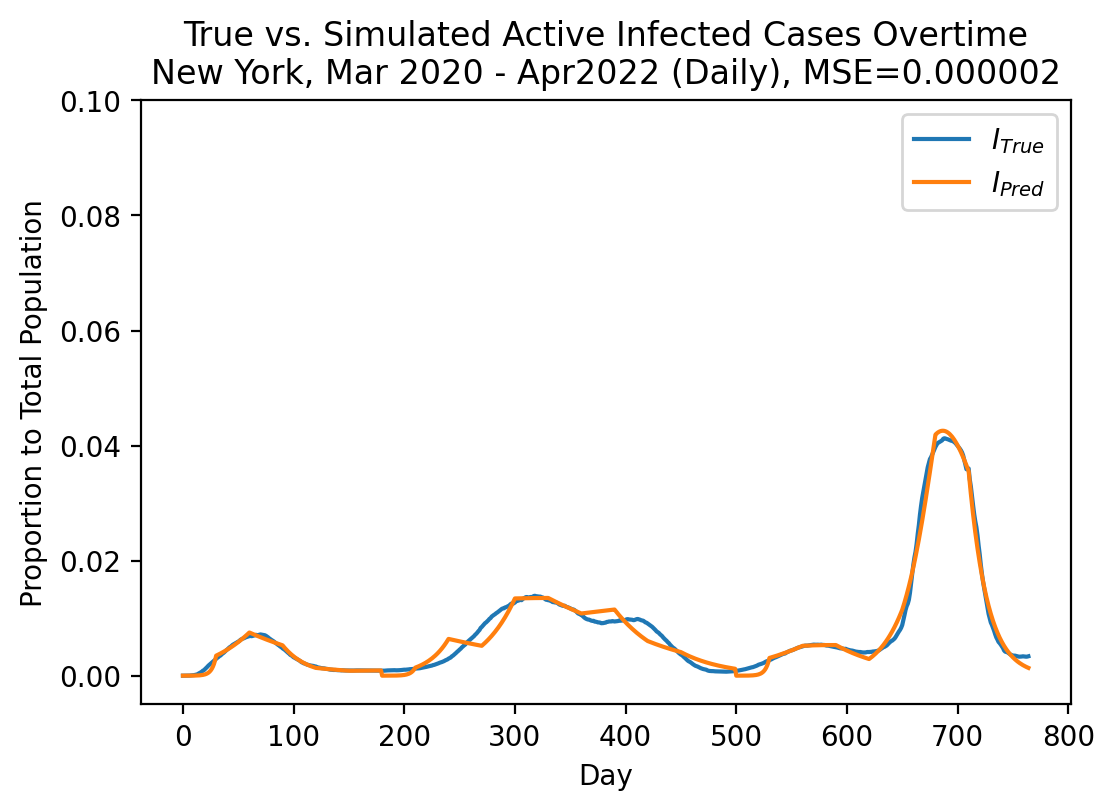 True vs. Simulated Active Infected Cases Overtime
New York, Mar 2020 - Apr2022 (Daily), MSE=0.000002
I_True
I_Pred
Proportion to Total Population
0.10
0.08
0.06
0.04
0.02
0.00
0 100 200 300 400 500 600 700 800
Day